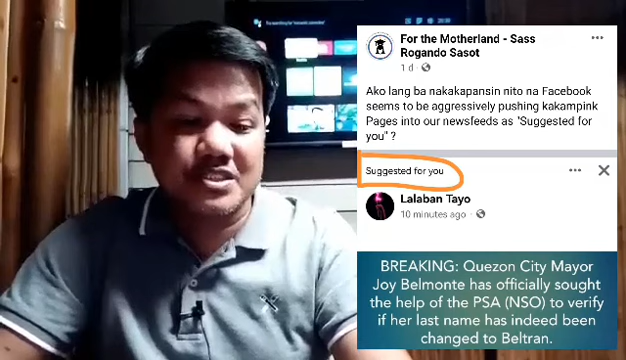 For the Motherland - Sass
Rogando Sasot
1 d
Ako lang ba nakakapansin nito na Facebook
seems to be aggressively pushing kakampink
Pages into our newsfeeds as "Suggested for
you" ?
Suggested for you
Lalaban Tayo
10 minutes ago
BREAKING: Quezon City Mayor
Joy Belmonte has officially sought
the help of the PSA (NSO) to verify
if her last name has indeed been
changed to Beltran.